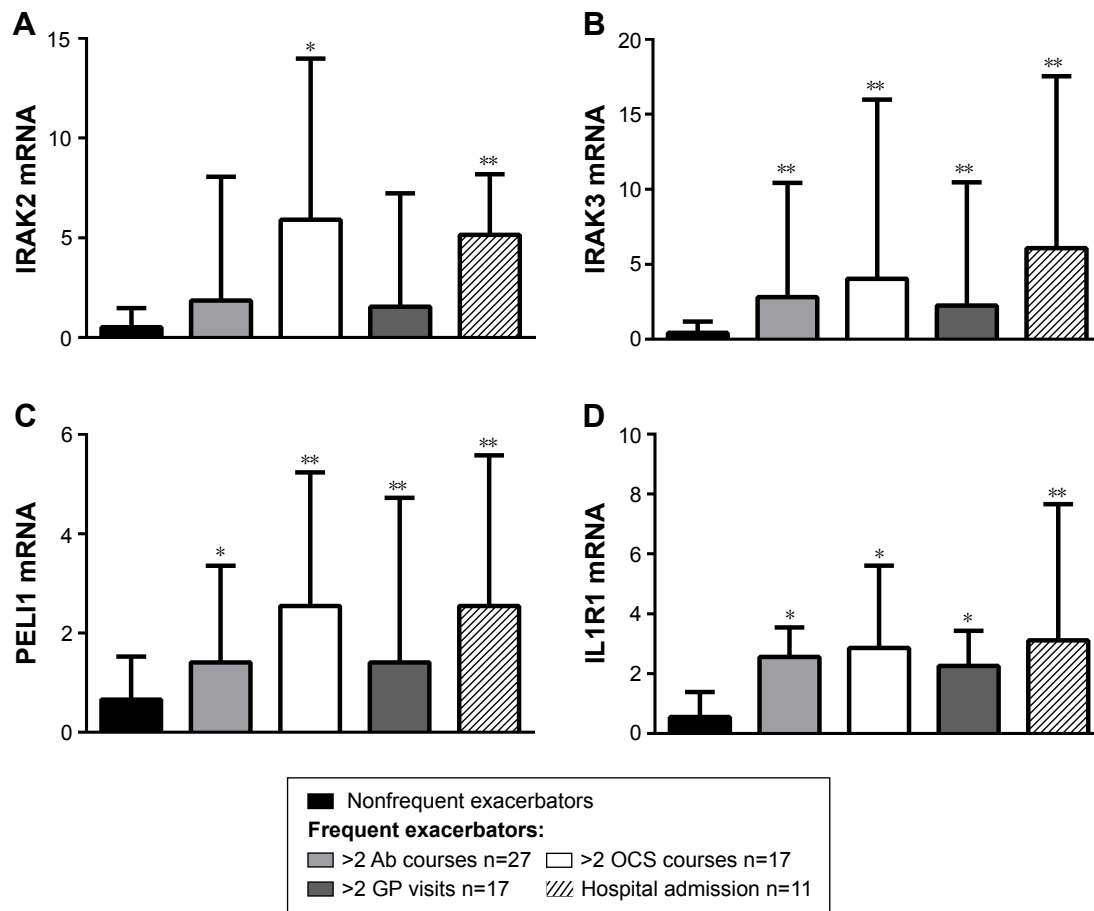 A
15
10
5
0
IRAK2 mRNA
*
**
B
20
15
10
5
0
IRAK3 mRNA
**
**
**
**
C
6
4
2
0
PELI1 mRNA
*
**
**
**
D
10
8
6
4
2
0
IL1R1 mRNA
*
*
*
**
Nonfrequent exacerbators
Frequent exacerbators:
>2 Ab courses n=27 >2 OCS courses n=17
>2 GP visits n=17 Hospital admission n=11